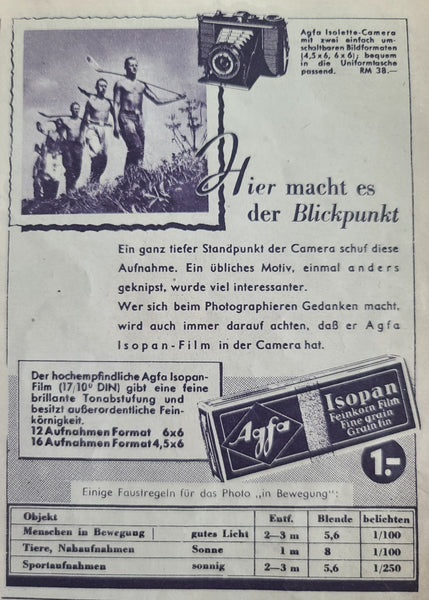 Agfa Isolette-Camera
mit zwei einfach um-
schaltbaren Bildformaten
(4,5x6, 6x6); bequem
in die Uniformtasche
passend. RM 38.—
Hier macht es
der Blickpunkt
Ein ganz tiefer Standpunkt der Camera schuf diese
Aufnahme. Ein übliches Motiv, einmal anders
geknipst, wurde viel interessanter.
Wer sich beim Photographieren Gedanken macht,
wird auch immer darauf achten, daß er Agfa
Isopan-Film in der Camera hat.
Der hochempfindliche Agfa Isopan-
Film (17/10° DIN) gibt eine feine
brillante Tonabstufung und
besitzt außerordentliche Fein-
körnigkeit.
12 Aufnahmen Format 6x6
16 Aufnahmen Format 4,5x6
Agfa
Isopan
Feinkorn Film
Fine grain
Grain fin
1.-
Einige Faustregeln für das Photo „in Bewegung":
Objekt Entf. Blende belichten
Menschen in Bewegung gutes Licht 2—3 m 5,6 1/100
Tiere, Nahaufnahmen Sonne 1 m 8 1/100
Sportaufnahmen sonnig 2—3 m 5,6 1/250